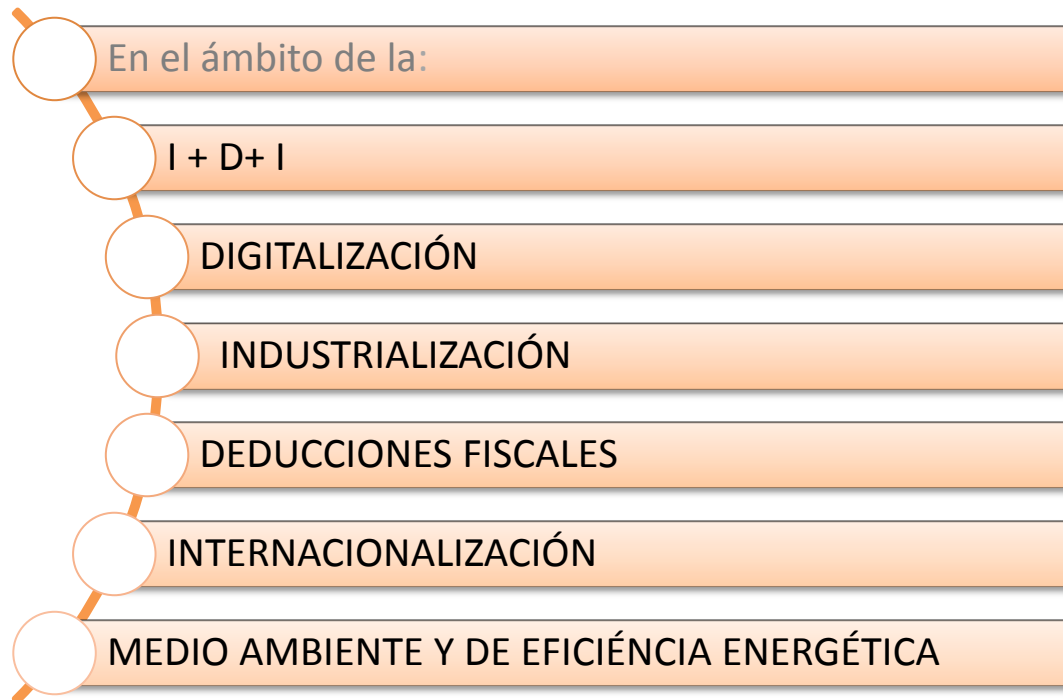 En el ámbito de la:
I + D+ I
DIGITALIZACIÓN
INDUSTRIALIZACIÓN
DEDUCCIONES FISCALES
INTERNACIONALIZACIÓN
MEDIO AMBIENTE Y DE EFICIÉNCIA ENERGÉTICA